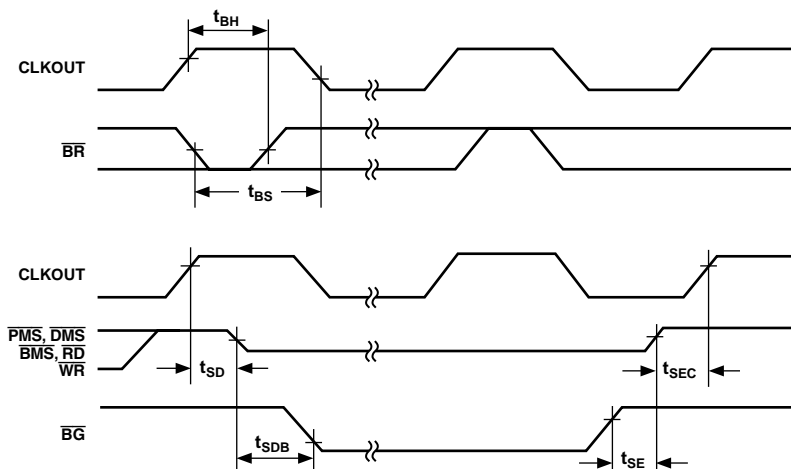 tBH
CLKOUT
BR
tBS
CLKOUT
PMS, DMS
BMS, RD
WR
tSD
tSEC
BG
tSDB
tSE